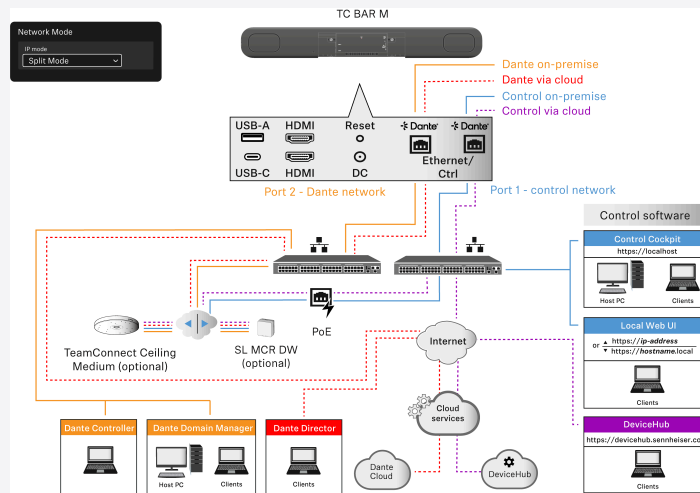 TC BAR M
Network Mode
IP mode
Split Mode
Dante on-premise
Dante via cloud
Control on-premise
Control via cloud
USB-A HDMI Reset Dante Dante
USB-C HDMI DC Ethernet/
Ctrl
Port 2 - Dante network
Port 1 - control network
Control software
Control Cockpit
https://localhost
Host PC Clients
PoE
TeamConnect Ceiling
Medium (optional)
SL MCR DW
(optional)
Internet
Local Web UI
or https://ip-address
https://hostname.local
Clients
Cloud
services
Dante Controller
Clients
Dante Domain Manager
Host PC Clients
Dante Director
Clients
Dante
Cloud
DeviceHub
DeviceHub
https://devicehub.sennheiser.co
Clients